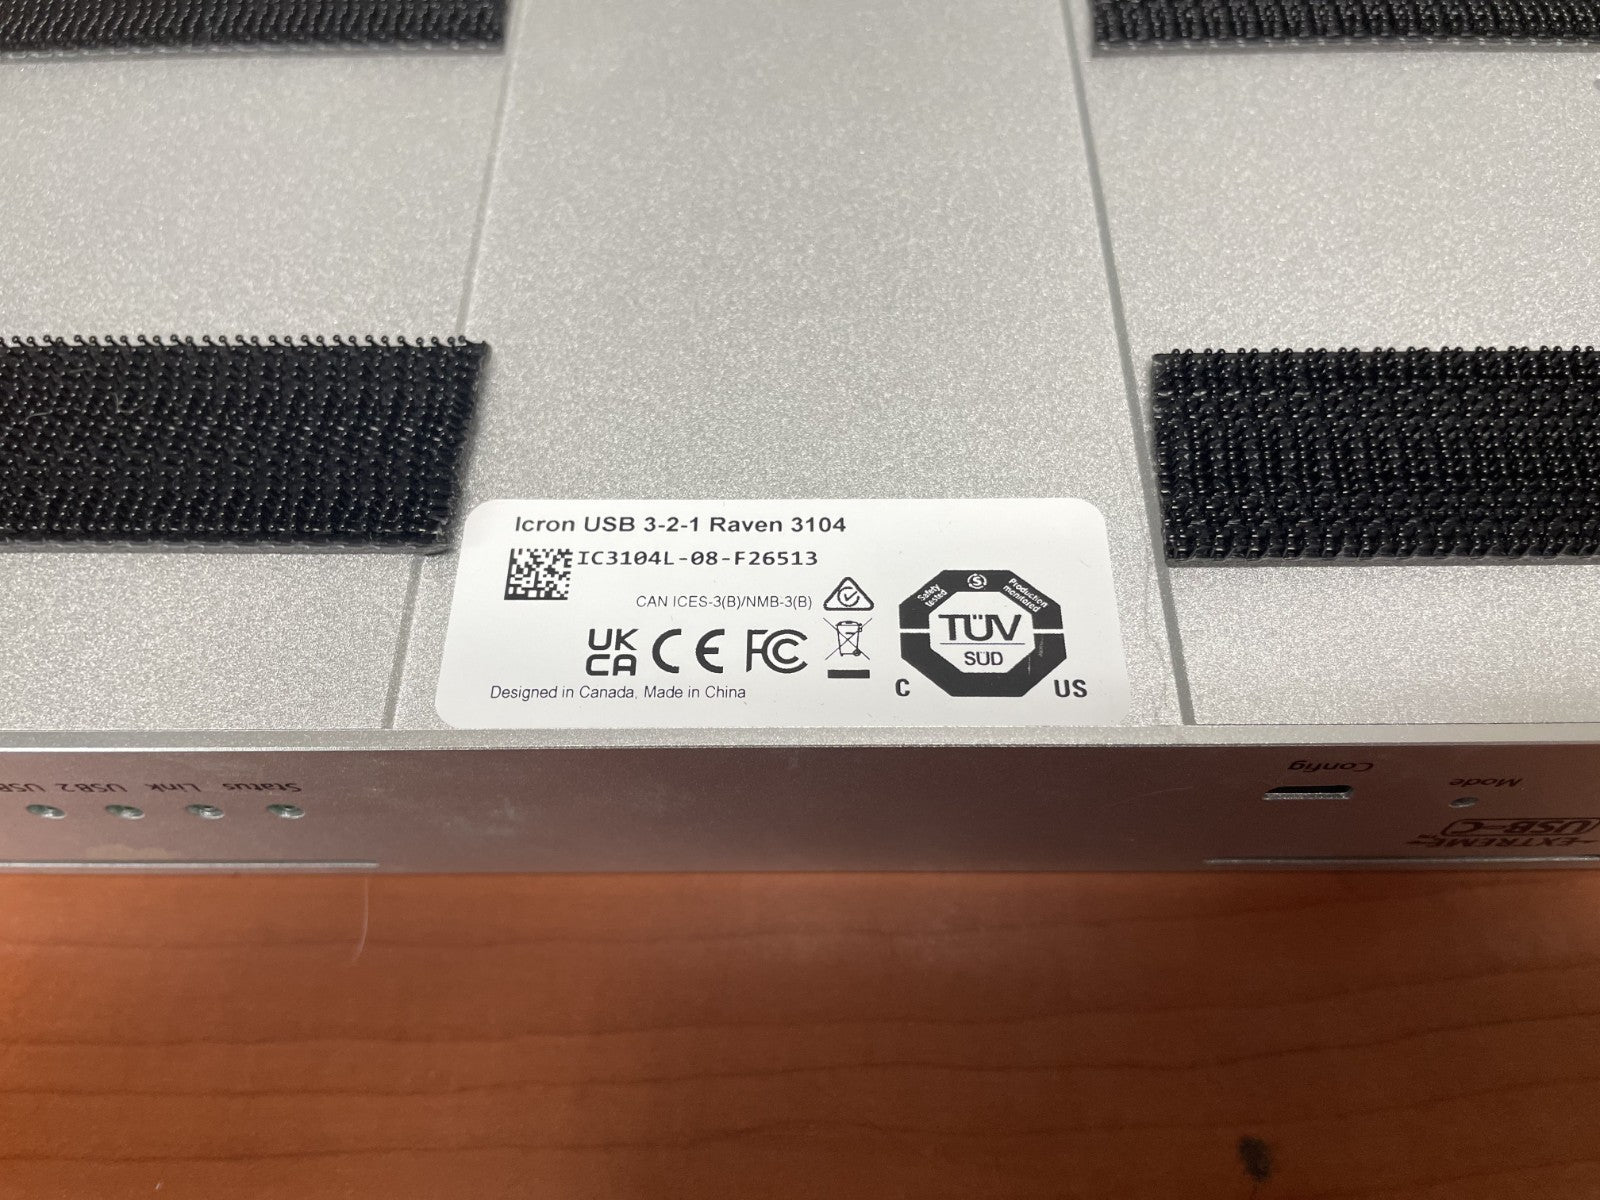 Icron USB 3-2-1 Raven 3104
IC3104L-08-F26513
CAN ICES-3(B)/NMB-3(B)
Safety tested
S
Production monitored
TÜV
SÜD
C US
UK CA CE FC
Designed in Canada, Made in China
USB2 Link Status
Config
Mode
EXTREME
USB-C